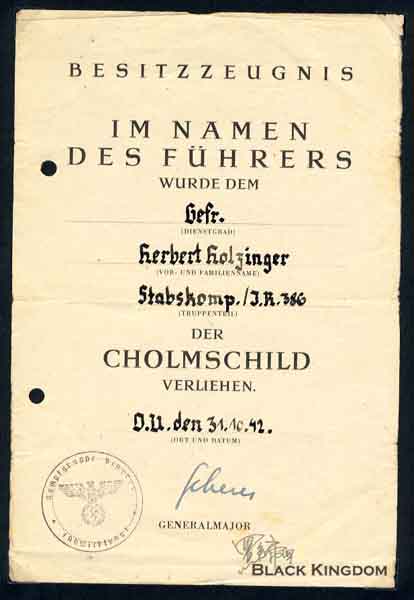 BESITZZEUGNIS
IM NAMEN
DES FÜHRERS
WURDE DEM
Gefr.
(DIENSTGRAD)
Herbert Holzinger
(VOR- UND FAMILIENNAME)
Stabskomp./J.R.386
(TRUPPENTEIL)
DER
CHOLMSCHILD
VERLIEHEN.
O.U. den 31.10.42.
(ORT UND DATUM)
Scherer
GENERALMAJOR
BLACK KINGDOM